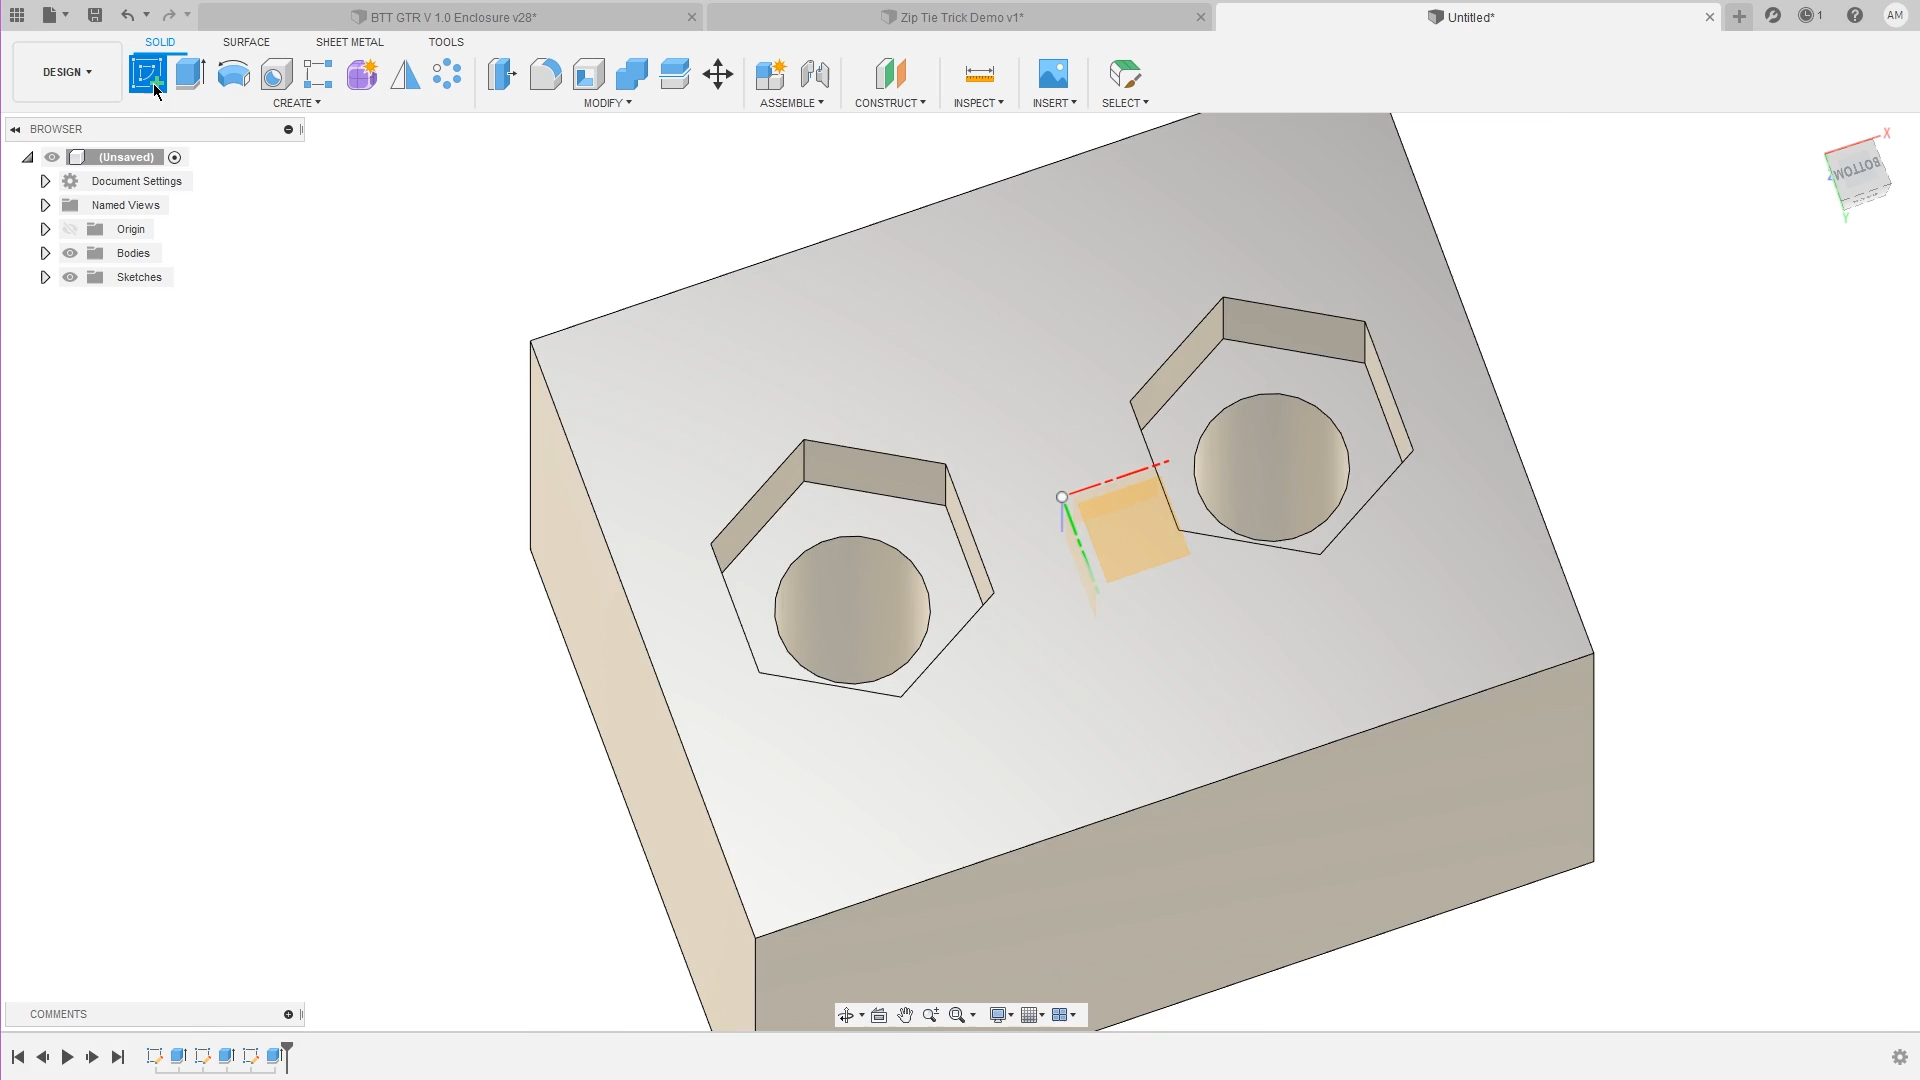 BTT GTR V 1.0 Enclosure v28*
Zip Tie Trick Demo v1*
Untitled*
1
AM
SOLID
SURFACE
SHEET METAL
TOOLS
DESIGN
CREATE
MODIFY
ASSEMBLE
CONSTRUCT
INSPECT
INSERT
SELECT
BROWSER
(Unsaved)
Document Settings
Named Views
Origin
Bodies
Sketches
X
BOTTOM
Y
COMMENTS